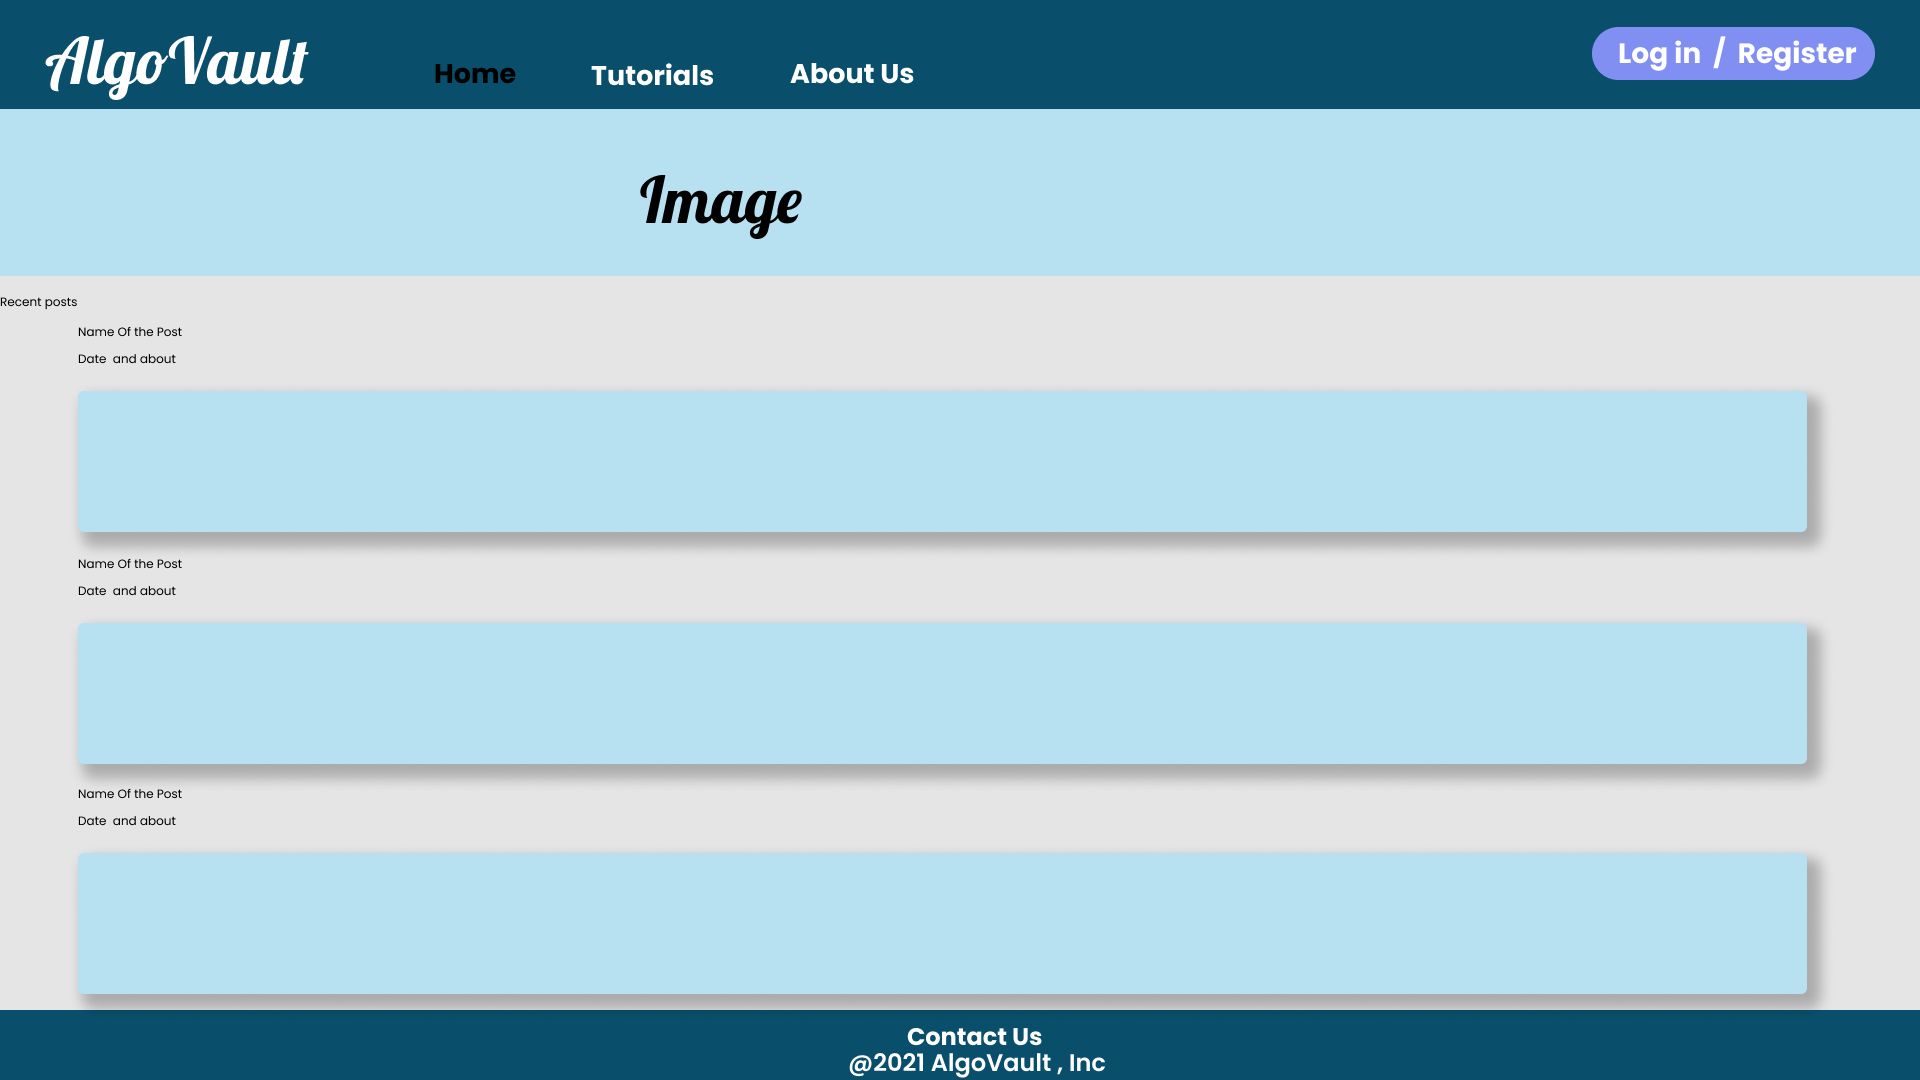 AlgoVault
Home
Tutorials
About Us
Log in / Register
Image
Recent posts
Name Of the Post
Date and about
Name Of the Post
Date and about
Name Of the Post
Date and about
Contact Us
@2021 AlgoVault , Inc